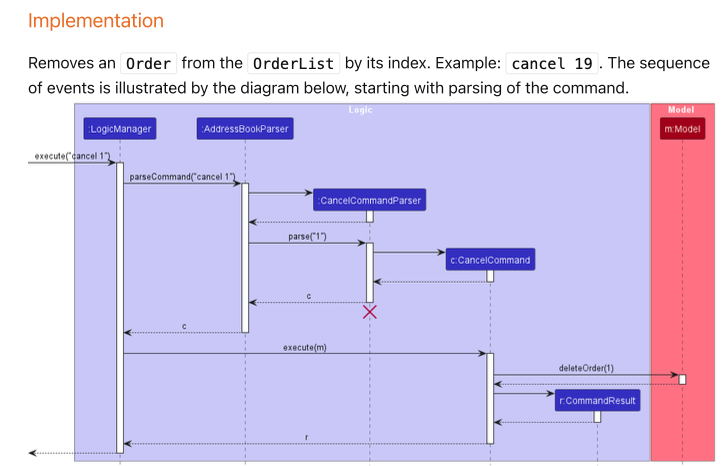 Implementation
Removes an Order from the OrderList by its index. Example: cancel 19 . The sequence
of events is illustrated by the diagram below, starting with parsing of the command.
Logic
Model
:LogicManager
:AddressBookParser
m:Model
execute("cancel 1")
parseCommand("cancel 1")
:CancelCommandParser
parse("1")
c:CancelCommand
c
c
execute(m)
deleteOrder(1)
r:CommandResult
r